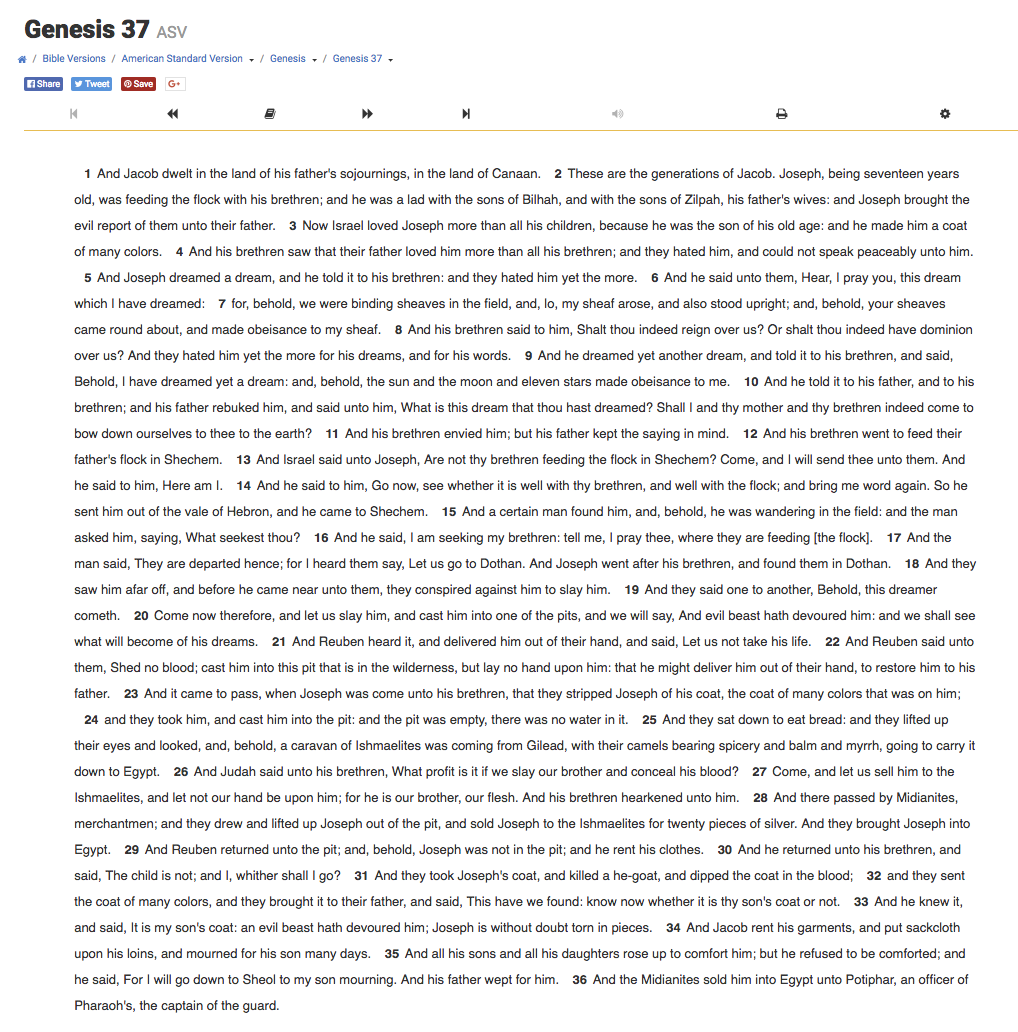 Genesis 37 ASV
/ Bible Versions / American Standard Version / Genesis / Genesis 37
Share Tweet Save G+
1 And Jacob dwelt in the land of his father's sojournings, in the land of Canaan. 2 These are the generations of Jacob. Joseph, being seventeen years
old, was feeding the flock with his brethren; and he was a lad with the sons of Bilhah, and with the sons of Zilpah, his father's wives: and Joseph brought the
evil report of them unto their father. 3 Now Israel loved Joseph more than all his children, because he was the son of his old age: and he made him a coat
of many colors. 4 And his brethren saw that their father loved him more than all his brethren; and they hated him, and could not speak peaceably unto him.
5 And Joseph dreamed a dream, and he told it to his brethren: and they hated him yet the more. 6 And he said unto them, Hear, I pray you, this dream
which I have dreamed: 7 for, behold, we were binding sheaves in the field, and, lo, my sheaf arose, and also stood upright; and, behold, your sheaves
came round about, and made obeisance to my sheaf. 8 And his brethren said to him, Shalt thou indeed reign over us? Or shalt thou indeed have dominion
over us? And they hated him yet the more for his dreams, and for his words. 9 And he dreamed yet another dream, and told it to his brethren, and said,
Behold, I have dreamed yet a dream: and, behold, the sun and the moon and eleven stars made obeisance to me. 10 And he told it to his father, and to his
brethren; and his father rebuked him, and said unto him, What is this dream that thou hast dreamed? Shall I and thy mother and thy brethren indeed come to
bow down ourselves to thee to the earth? 11 And his brethren envied him; but his father kept the saying in mind. 12 And his brethren went to feed their
father's flock in Shechem. 13 And Israel said unto Joseph, Are not thy brethren feeding the flock in Shechem? Come, and I will send thee unto them. And
he said to him, Here am I. 14 And he said to him, Go now, see whether it is well with thy brethren, and well with the flock; and bring me word again. So he
sent him out of the vale of Hebron, and he came to Shechem. 15 And a certain man found him, and, behold, he was wandering in the field: and the man
asked him, saying, What seekest thou? 16 And he said, I am seeking my brethren: tell me, I pray thee, where they are feeding [the flock]. 17 And the
man said, They are departed hence; for I heard them say, Let us go to Dothan. And Joseph went after his brethren, and found them in Dothan. 18 And they
saw him afar off, and before he came near unto them, they conspired against him to slay him. 19 And they said one to another, Behold, this dreamer
cometh. 20 Come now therefore, and let us slay him, and cast him into one of the pits, and we will say, And evil beast hath devoured him: and we shall see
what will become of his dreams. 21 And Reuben heard it, and delivered him out of their hand, and said, Let us not take his life. 22 And Reuben said unto
them, Shed no blood; cast him into this pit that is in the wilderness, but lay no hand upon him: that he might deliver him out of their hand, to restore him to his
father. 23 And it came to pass, when Joseph was come unto his brethren, that they stripped Joseph of his coat, the coat of many colors that was on him;
24 and they took him, and cast him into the pit: and the pit was empty, there was no water in it. 25 And they sat down to eat bread: and they lifted up
their eyes and looked, and, behold, a caravan of Ishmaelites was coming from Gilead, with their camels bearing spicery and balm and myrrh, going to carry it
down to Egypt. 26 And Judah said unto his brethren, What profit is it if we slay our brother and conceal his blood? 27 Come, and let us sell him to the
Ishmaelites, and let not our hand be upon him; for he is our brother, our flesh. And his brethren hearkened unto him. 28 And there passed by Midianites,
merchantmen; and they drew and lifted up Joseph out of the pit, and sold Joseph to the Ishmaelites for twenty pieces of silver. And they brought Joseph into
Egypt. 29 And Reuben returned unto the pit; and, behold, Joseph was not in the pit; and he rent his clothes. 30 And he returned unto his brethren, and
said, The child is not; and I, whither shall I go? 31 And they took Joseph's coat, and killed a he-goat, and dipped the coat in the blood; 32 and they sent
the coat of many colors, and they brought it to their father, and said, This have we found: know now whether it is thy son's coat or not. 33 And he knew it,
and said, It is my son's coat: an evil beast hath devoured him; Joseph is without doubt torn in pieces. 34 And Jacob rent his garments, and put sackcloth
upon his loins, and mourned for his son many days. 35 And all his sons and all his daughters rose up to comfort him; but he refused to be comforted; and
he said, For I will go down to Sheol to my son mourning. And his father wept for him. 36 And the Midianites sold him into Egypt unto Potiphar, an officer of
Pharaoh's, the captain of the guard.